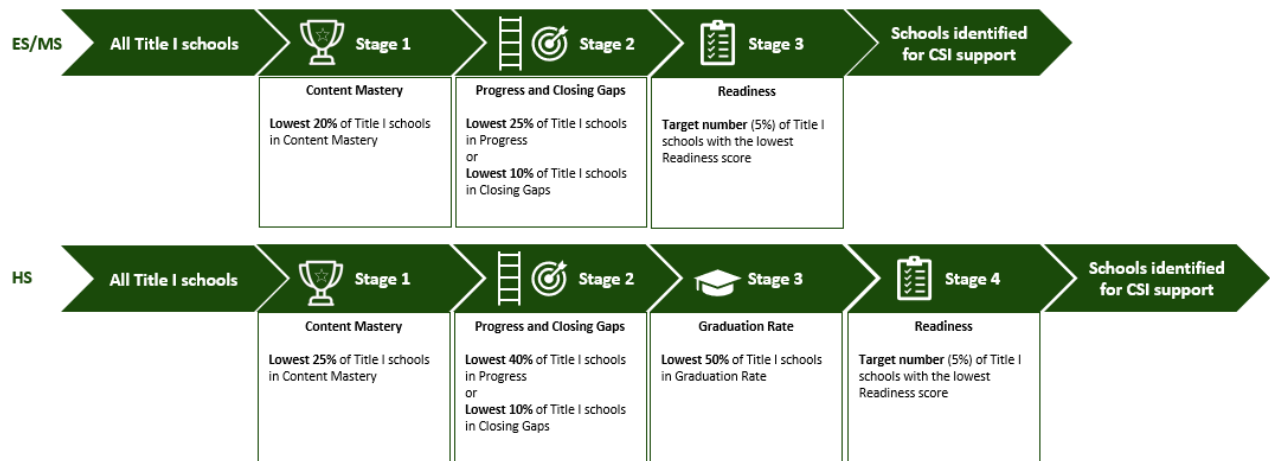 ES/MS
All Title I schools
Stage 1
Stage 2
Stage 3
Schools identified
for CSI support
Content Mastery
Lowest 20% of Title I schools
in Content Mastery
Progress and Closing Gaps
Lowest 25% of Title I schools
in Progress
or
Lowest 10% of Title I schools
in Closing Gaps
Readiness
Target number (5%) of Title I
schools with the lowest
Readiness score
HS
All Title I schools
Stage 1
Stage 2
Stage 3
Stage 4
Schools identified
for CSI support
Content Mastery
Lowest 25% of Title I schools
in Content Mastery
Progress and Closing Gaps
Lowest 40% of Title I schools
in Progress
or
Lowest 10% of Title I schools
in Closing Gaps
Graduation Rate
Lowest 50% of Title I schools
in Graduation Rate
Readiness
Target number (5%) of Title I
schools with the lowest
Readiness score